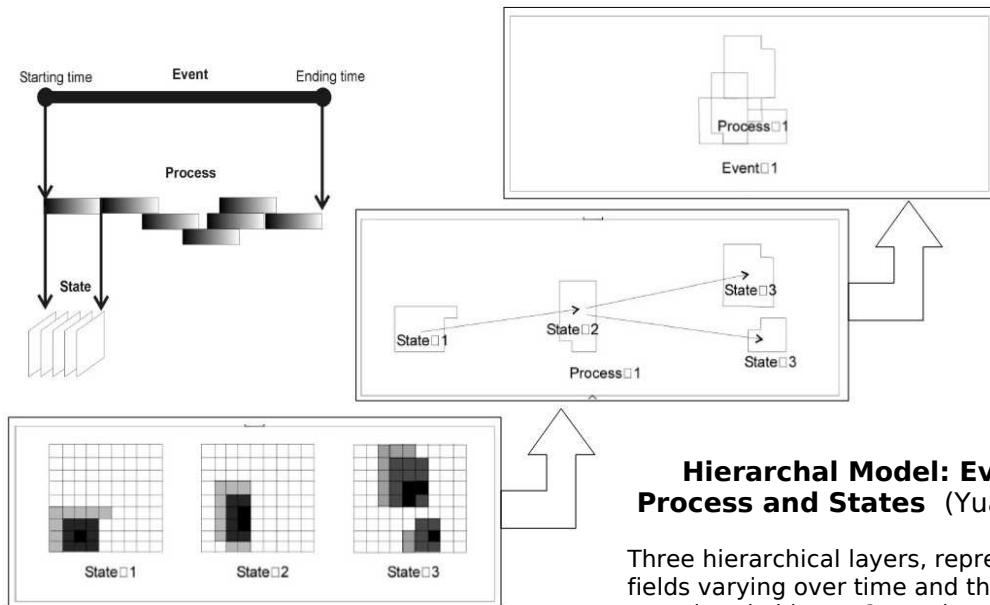 Starting time
Event
Ending time
Process
State
Process□1
Event□1
State□1
State□2
State□3
State□3
Process□1
State□1
State□2
State□3
Hierarchal Model: Ev
Process and States (Yua
Three hierarchical layers, repre
fields varying over time and th